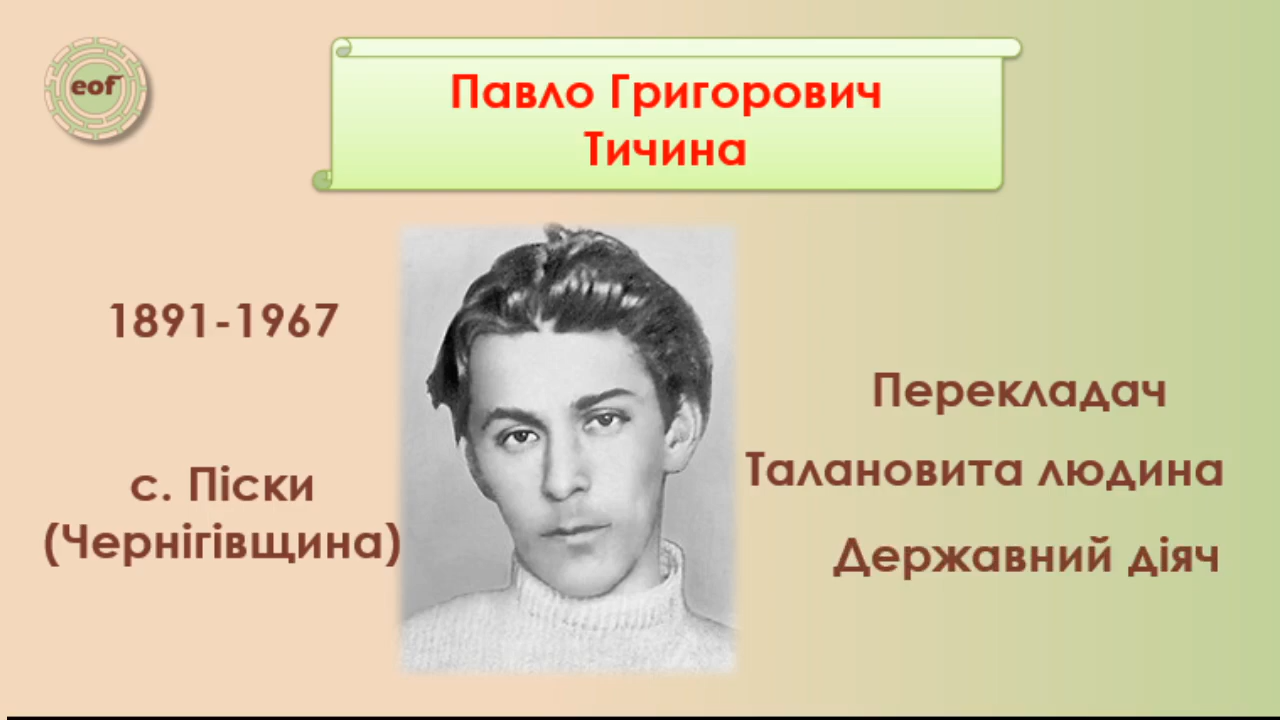 eof
Павло Григорович
Тичина
1891-1967
с. Піски
(Чернігівщина)
Перекладач
Талановита людина
Державний діяч